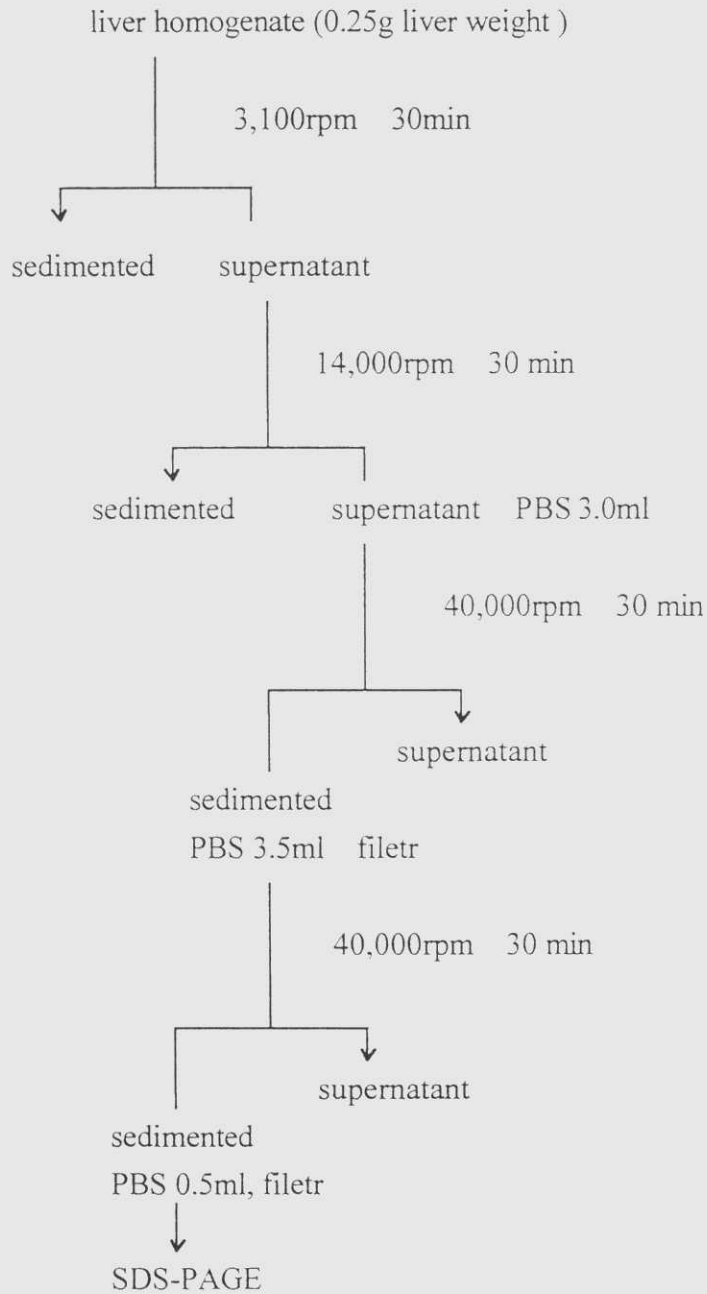 liver homogenate (0.25g liver weight )
3,100rpm 30min
sedimented supernatant
14,000rpm 30 min
sedimented supernatant PBS 3.0ml
40,000rpm 30 min
supernatant
sedimented
PBS 3.5ml filetr
40,000rpm 30 min
supernatant
sedimented
PBS 0.5ml, filetr
SDS-PAGE